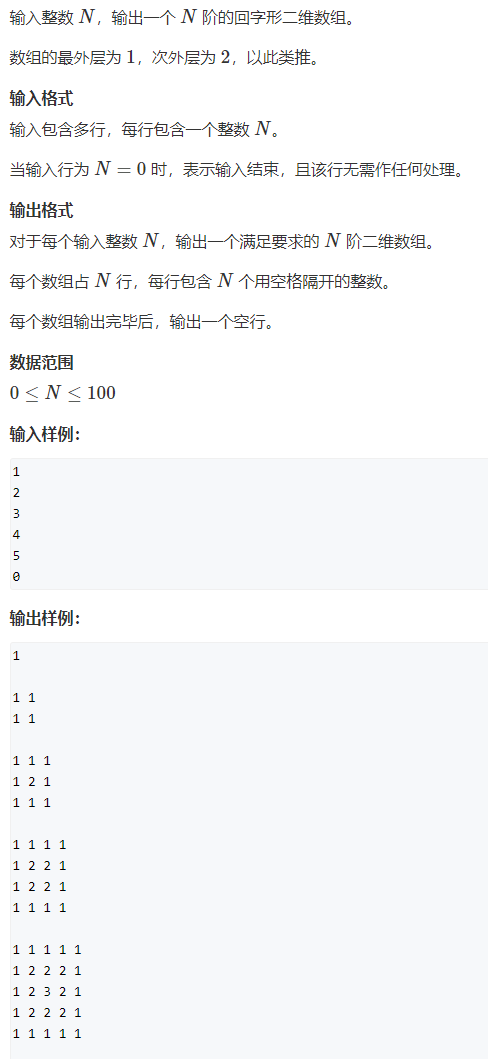 输入整数 N，输出一个 N 阶的回字形二维数组。
数组的最外层为 1，次外层为 2，以此类推。
输入格式
输入包含多行，每行包含一个整数 N。
当输入行为 N = 0 时，表示输入结束，且该行无需作任何处理。
输出格式
对于每个输入整数 N，输出一个满足要求的 N 阶二维数组。
每个数组占 N 行，每行包含 N 个用空格隔开的整数。
每个数组输出完毕后，输出一个空行。
数据范围
0 ≤ N ≤ 100
输入样例：
1
2
3
4
5
0
输出样例：
1
1 1
1 1
1 1 1
1 2 1
1 1 1
1 1 1 1
1 2 2 1
1 2 2 1
1 1 1 1
1 1 1 1 1
1 2 2 2 1
1 2 3 2 1
1 2 2 2 1
1 1 1 1 1